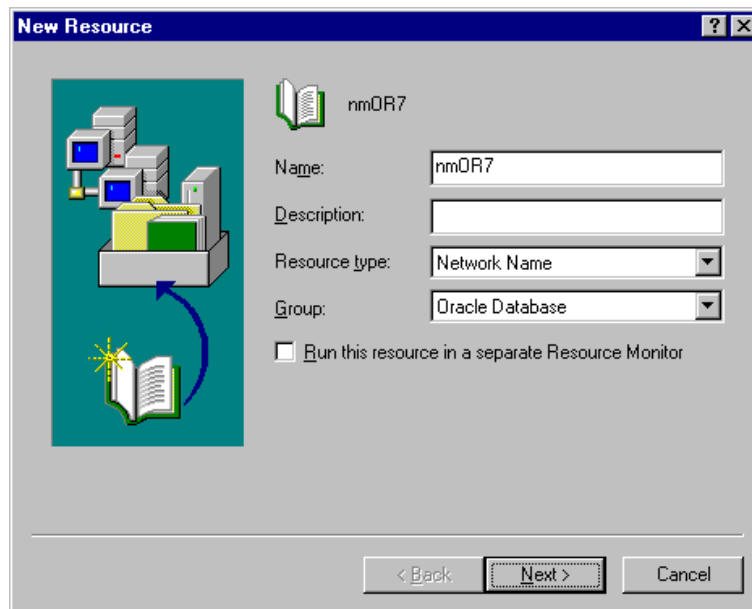 New Resource
nmOR7
Name: nmOR7
Description:
Resource type: Network Name
Group: Oracle Database
Run this resource in a separate Resource Monitor
< Back Next > Cancel